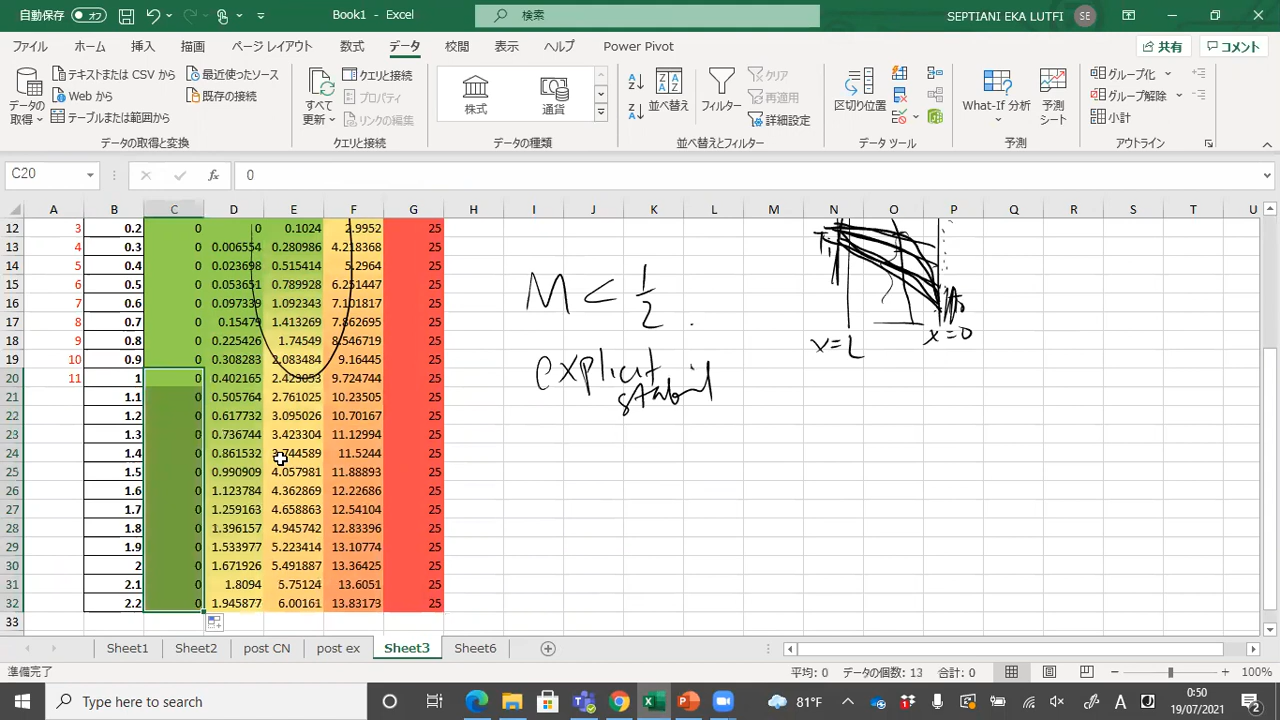 自動保存 オフ Book1 - Excel 検索 SEPTIANI EKA LUTFI SE
ファイル ホーム 挿入 描画 ページ レイアウト 数式 データ 校閲 表示 ヘルプ Power Pivot 共有 コメント
データの取得 テキストまたは CSV から 最近使ったソース
Web から 既存の接続
テーブルまたは範囲から
すべて更新 クエリと接続
プロパティ
リンクの編集
株式 通貨
並べ替え フィルター クリア
再適用
詳細設定
区切り位置
What-If 分析 予測シート
グループ化
グループ解除
小計
データの取得と変換 クエリと接続 データの種類 並べ替えとフィルター データ ツール 予測 アウトライン
C20 fx 0
A B C D E F G H I J K L M N O P Q R S T U
12 3 0.2 0 0 0.1024 2.9952 25
13 4 0.3 0 0.006554 0.280986 4.218368 25
14 5 0.4 0 0.023698 0.515414 5.2964 25
15 6 0.5 0 0.053651 0.789928 6.251447 25
16 7 0.6 0 0.097339 1.092343 7.101817 25
17 8 0.7 0 0.15479 1.413269 7.862695 25
18 9 0.8 0 0.225426 1.74549 8.546719 25
19 10 0.9 0 0.308283 2.083484 9.16445 25
20 11 1 0 0.402165 2.423053 9.724744 25
21 1.1 0 0.505764 2.761025 10.23505 25
22 1.2 0 0.617732 3.095026 10.70167 25
23 1.3 0 0.736744 3.423304 11.12994 25
24 1.4 0 0.861532 3.744589 11.5244 25
25 1.5 0 0.990909 4.057981 11.88893 25
26 1.6 0 1.123784 4.362869 12.22686 25
27 1.7 0 1.259163 4.658863 12.54104 25
28 1.8 0 1.396157 4.945742 12.83396 25
29 1.9 0 1.533977 5.223414 13.10774 25
30 2 0 1.671926 5.491887 13.36425 25
31 2.1 0 1.8094 5.75124 13.6051 25
32 2.2 0 1.945877 6.00161 13.83173 25
33
M < 1/2
explicit
stabil
x=L x=0
Sheet1 Sheet2 post CN post ex Sheet3 Sheet6
準備完了 平均: 0 データの個数: 13 合計: 0 100%
Type here to search 81°F A 0:50
19/07/2021 2